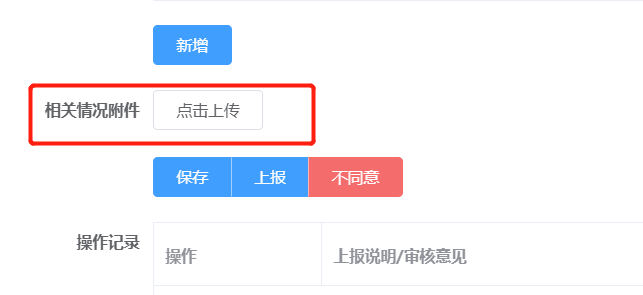 新增
相关情况附件 点击上传
保存 上报 不同意
操作记录
操作 上报说明/审核意见